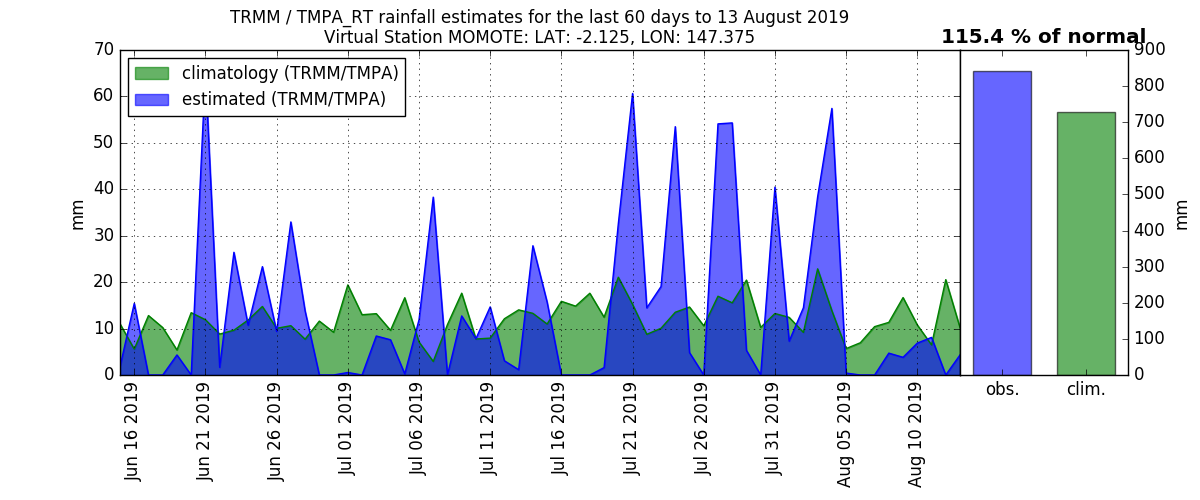 TRMM / TMPA_RT rainfall estimates for the last 60 days to 13 August 2019
Virtual Station MOMOTE: LAT: -2.125, LON: 147.375
115.4 % of normal
climatology (TRMM/TMPA)
estimated (TRMM/TMPA)
70
60
50
40
30
20
10
0
mm
Jun 16 2019
Jun 21 2019
Jun 26 2019
Jul 01 2019
Jul 06 2019
Jul 11 2019
Jul 16 2019
Jul 21 2019
Jul 26 2019
Jul 31 2019
Aug 05 2019
Aug 10 2019
obs.
clim.
900
800
700
600
500
400
300
200
100
0
mm